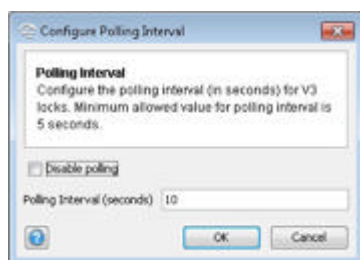 Configure Polling Interval
Polling Interval
Configure the polling interval (in seconds) for V3
locks. Minimum allowed value for polling interval is
5 seconds.
Disable polling
Polling Interval (seconds) 10
? OK Cancel